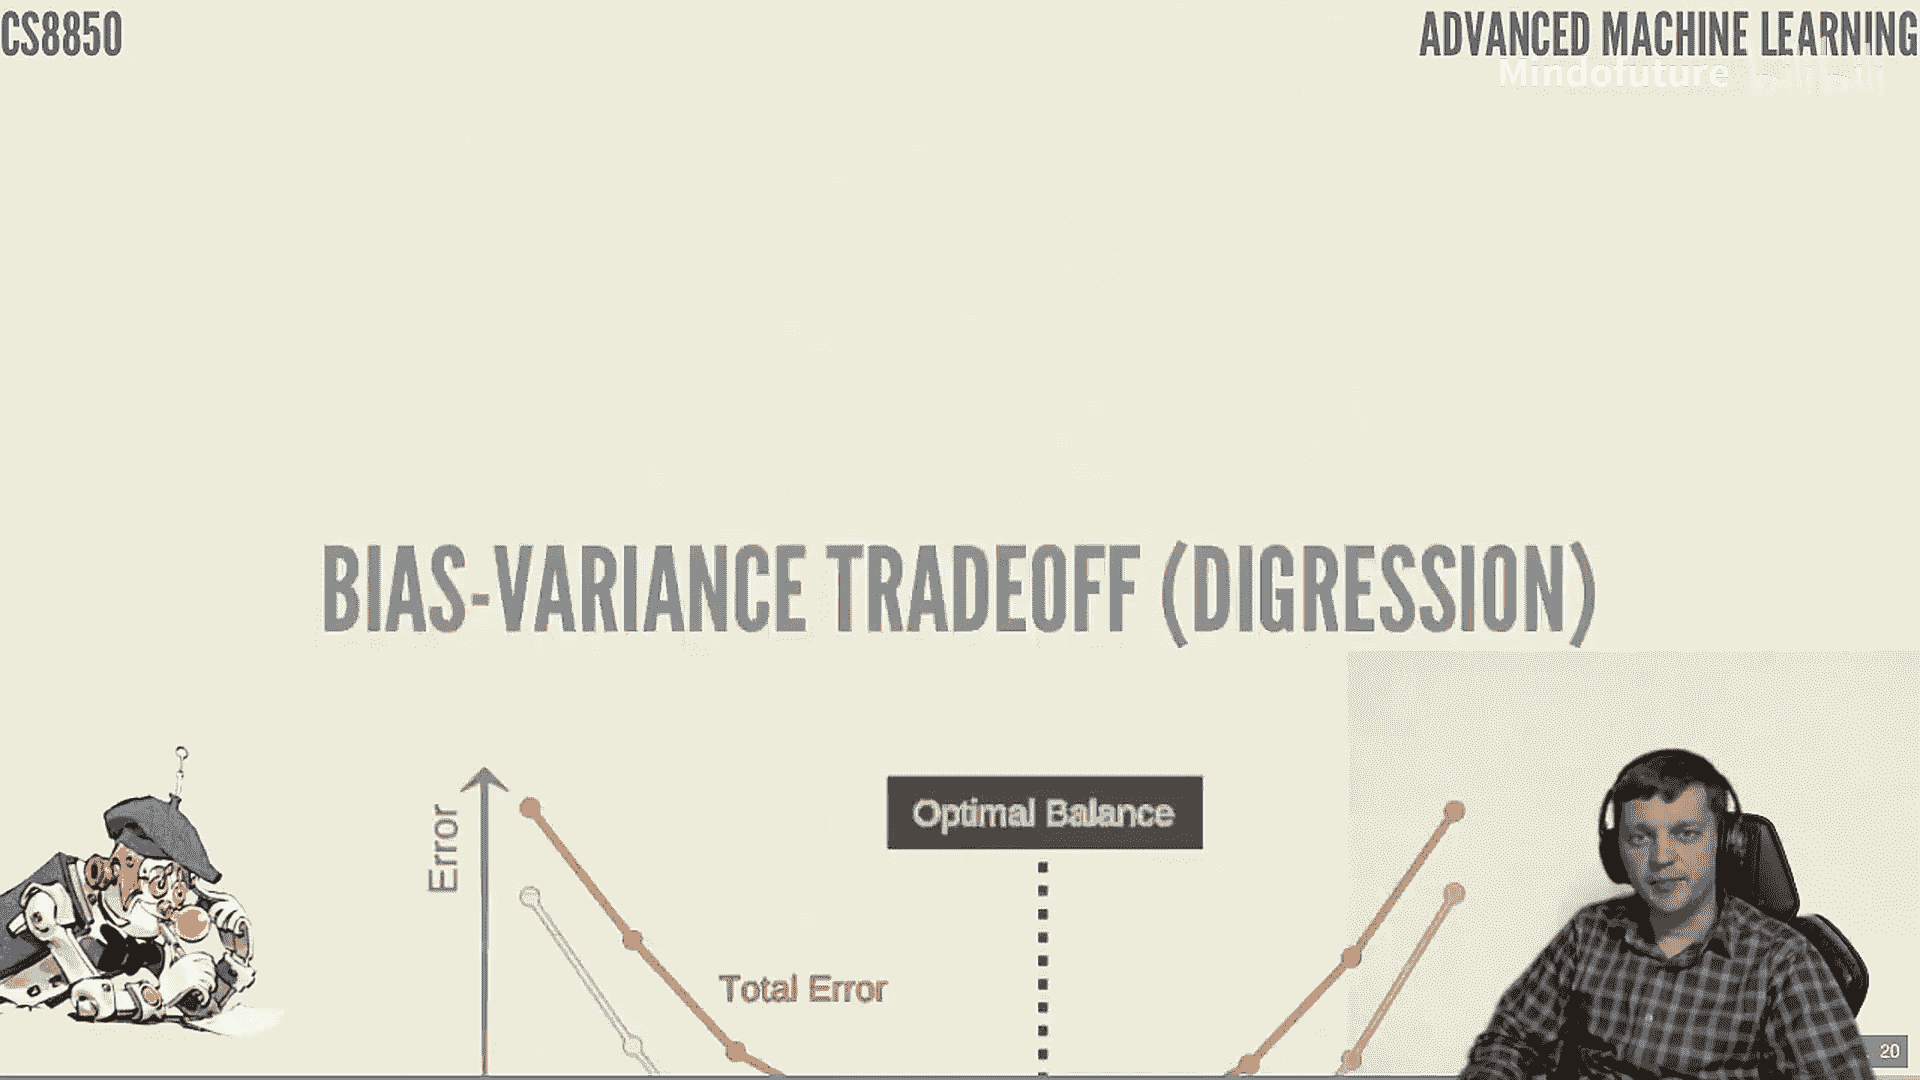 CS8850
ADVANCED MACHINE LEARNING
Mindofuture
BIAS-VARIANCE TRADEOFF (DIGRESSION)
Optimal Balance
Error
Total Error
20